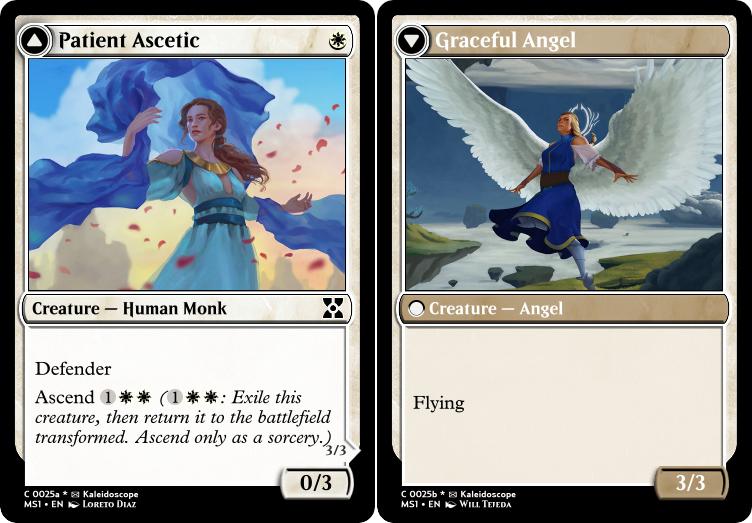 Patient Ascetic
Creature — Human Monk
Defender
Ascend 1 (1: Exile this
creature, then return it to the battlefield
transformed. Ascend only as a sorcery.)
3/3
0/3
C 0025a * Kaleidoscope
MS1 • EN Loreto Diaz
Graceful Angel
Creature — Angel
Flying
3/3
C 0025b * Kaleidoscope
MS1 • EN Will Tejeda